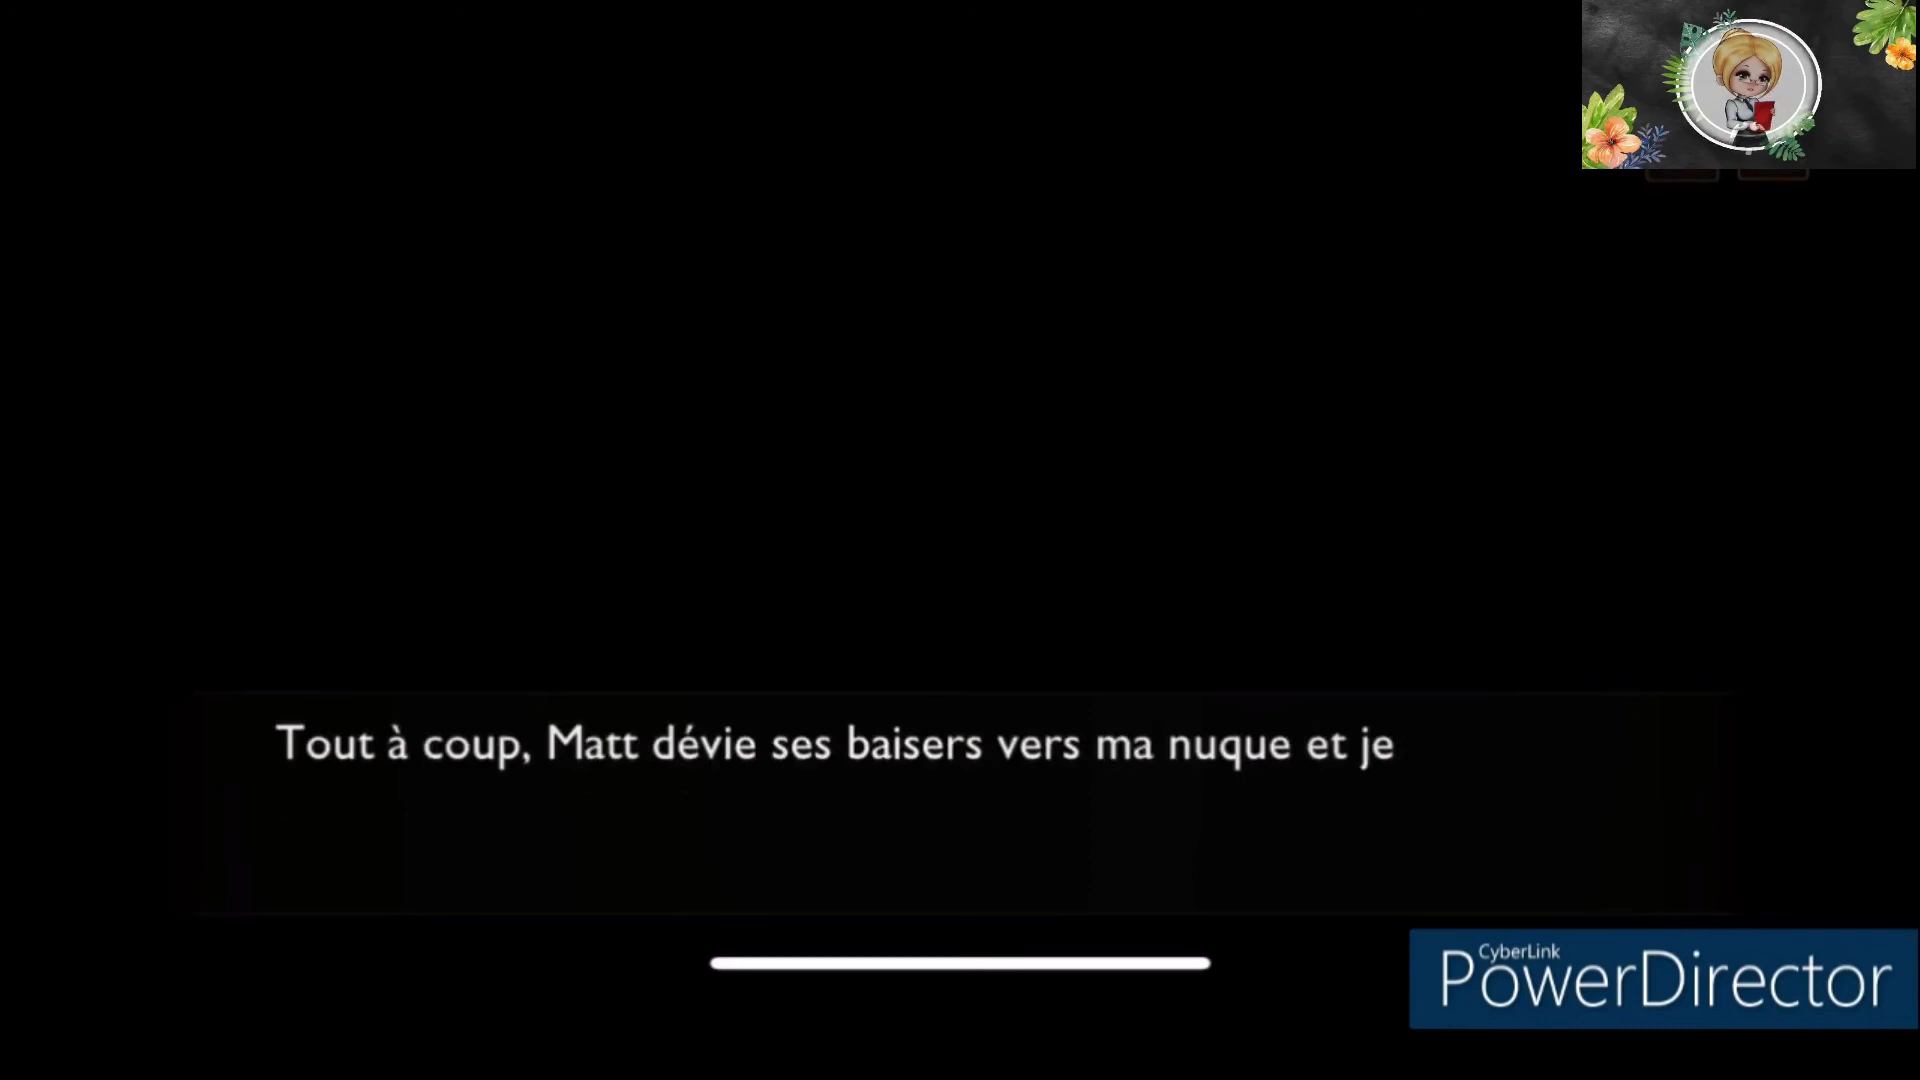 Tout à coup, Matt dévie ses baisers vers ma nuque et je
CyberLink
PowerDirector